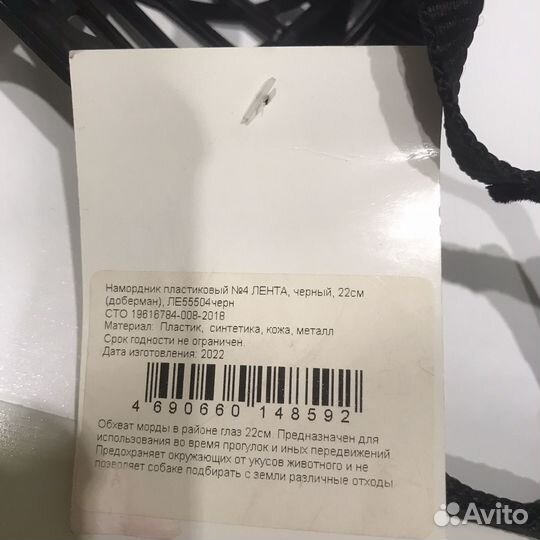 Намордник пластиковый №4 ЛЕНТА, черный, 22см
(доберман), ЛЕ55504черн
СТО 19616784-008-2018
Материал: Пластик, синтетика, кожа, металл
Срок годности не ограничен.
Дата изготовления: 2022
4 690660 148592
Обхват морды в районе глаз 22см. Предназначен для
использования во время прогулок и иных передвижений
Предохраняет окружающих от укусов животного и не
позволяет собаке подбирать с земли различные отходы
Avito